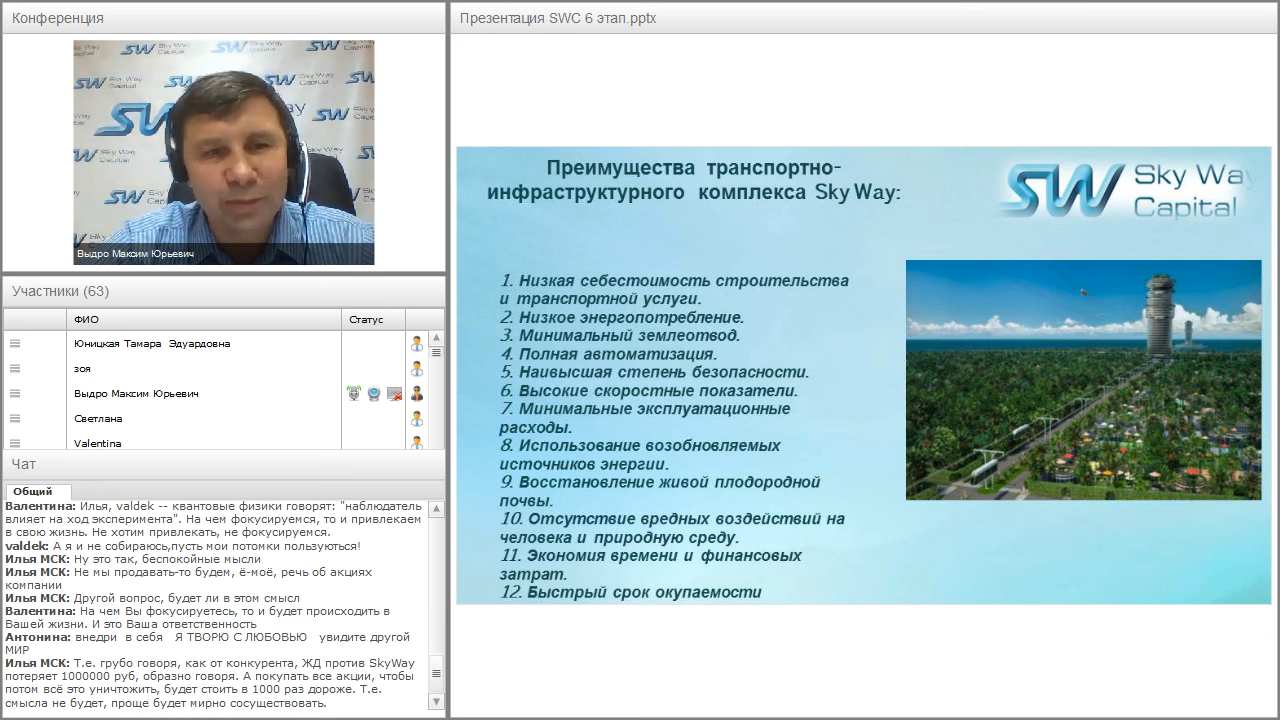 Конференция
Презентация SWC 6 этап.pptx
SW Sky Way
Capital
Выдро Максим Юрьевич
Участники (63)
ФИО
Статус
Юницкая Тамара Эдуардовна
зоя
Выдро Максим Юрьевич
Светлана
Valentina
Чат
Общий
Валентина: Илья, valdek -- квантовые физики говорят: "наблюдатель
влияет на ход эксперимента". На чем фокусируемся, то и привлекаем
в свою жизнь. Не хотим привлекать, не фокусируемся.
valdek: А я и не собираюсь,пусть мои потомки пользуються!
Илья МСК: Ну это так, беспокойные мысли
Илья МСК: Не мы продавать-то будем, ё-моё, речь об акциях
компании
Илья МСК: Другой вопрос, будет ли в этом смысл
Валентина: На чем Вы фокусируетесь, то и будет происходить в
Вашей жизни. И это Ваша ответственность
Антонина: внедри в себя Я ТВОРЮ С ЛЮБОВЬЮ увидите другой
МИР
Илья МСК: Т.е. грубо говоря, как от конкурента, ЖД против SkyWay
потеряет 1000000 руб, образно говоря. А покупать все акции, чтобы
потом всё это уничтожить, будет стоить в 1000 раз дороже. Т.е.
смысла не будет, проще будет мирно сосуществовать.
Преимущества транспортно-
инфраструктурного комплекса Sky Way:
SW Sky Way
Capital
1. Низкая себестоимость строительства
и транспортной услуги.
2. Низкое энергопотребление.
3. Минимальный землеотвод.
4. Полная автоматизация.
5. Наивысшая степень безопасности.
6. Высокие скоростные показатели.
7. Минимальные эксплуатационные
расходы.
8. Использование возобновляемых
источников энергии.
9. Восстановление живой плодородной
почвы.
10. Отсутствие вредных воздействий на
человека и природную среду.
11. Экономия времени и финансовых
затрат.
12. Быстрый срок окупаемости